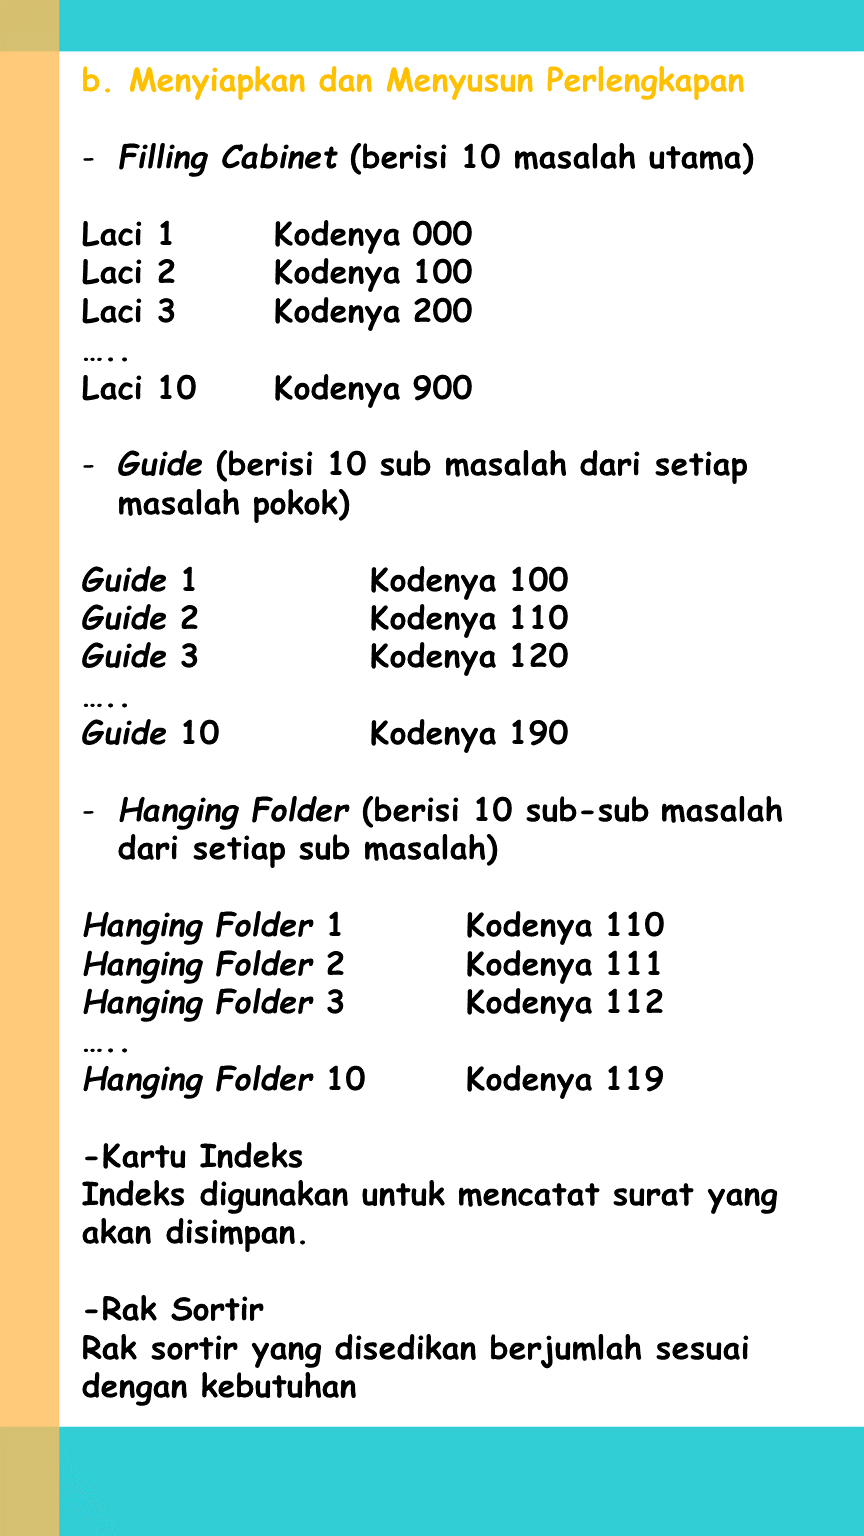 b. Menyiapkan dan Menyusun Perlengkapan
- Filling Cabinet (berisi 10 masalah utama)
Laci 1 Kodenya 000
Laci 2 Kodenya 100
Laci 3 Kodenya 200
.....
Laci 10 Kodenya 900
- Guide (berisi 10 sub masalah dari setiap
masalah pokok)
Guide 1 Kodenya 100
Guide 2 Kodenya 110
Guide 3 Kodenya 120
.....
Guide 10 Kodenya 190
- Hanging Folder (berisi 10 sub-sub masalah
dari setiap sub masalah)
Hanging Folder 1 Kodenya 110
Hanging Folder 2 Kodenya 111
Hanging Folder 3 Kodenya 112
.....
Hanging Folder 10 Kodenya 119
-Kartu Indeks
Indeks digunakan untuk mencatat surat yang
akan disimpan.
-Rak Sortir
Rak sortir yang disedikan berjumlah sesuai
dengan kebutuhan